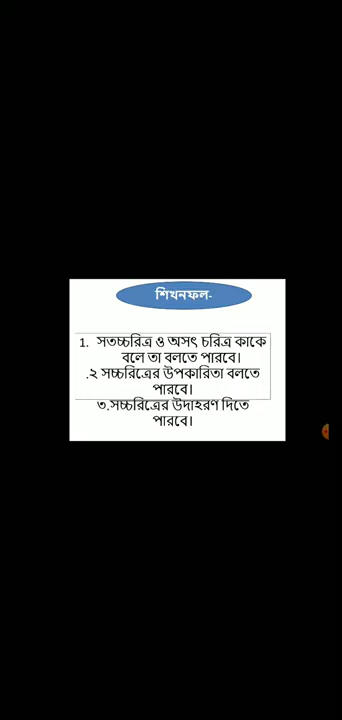 শিখনফল-
1. সতচ্চরিত্র ও অসৎ চরিত্র কাকে
বলে তা বলতে পারবে।
.২ সচ্চরিত্রের উপকারিতা বলতে
পারবে।
৩.সচ্চরিত্রের উদাহরণ দিতে
পারবে।